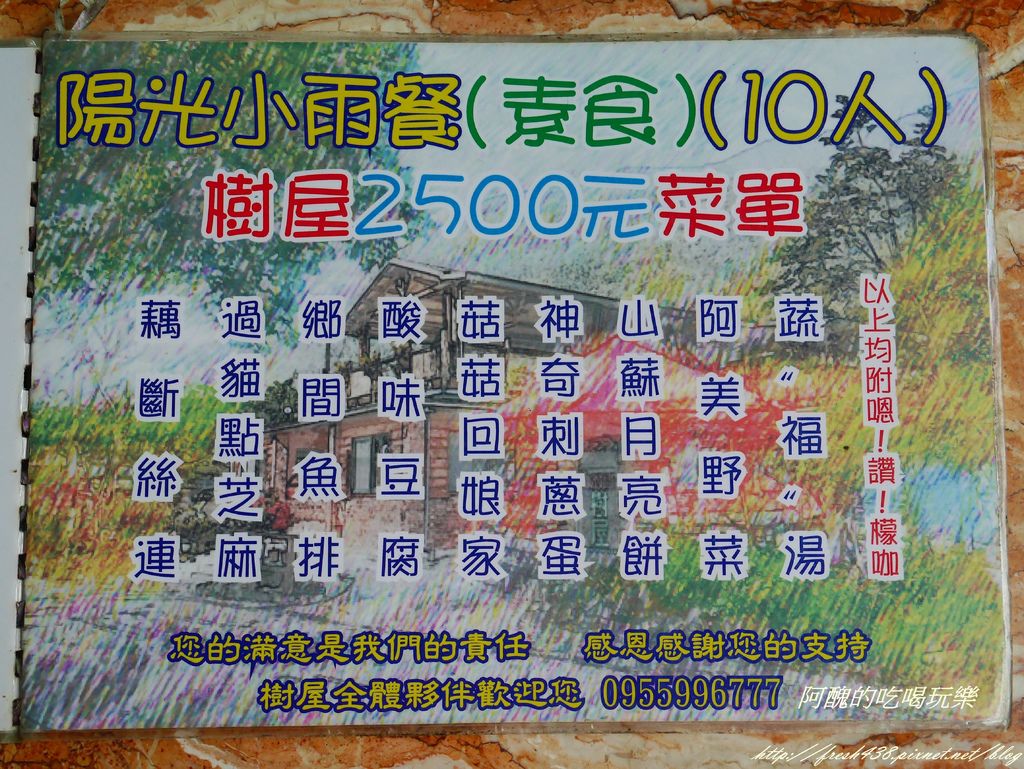 陽光小雨餐(素食)(10人)
樹屋2500元菜單
藕斷絲連
過貓點芝麻
鄉間魚排
酸味豆腐
菇菇回娘家
神奇刺蔥蛋
山蘇月亮餅
阿美野菜
蔬〞福〝湯
以上均附嗯！讚！檬咖
您的滿意是我們的責任 感恩感謝您的支持
樹屋全體夥伴歡迎您 0955996777
阿醜的吃喝玩樂
http://fresh438.pixnet.net/blog